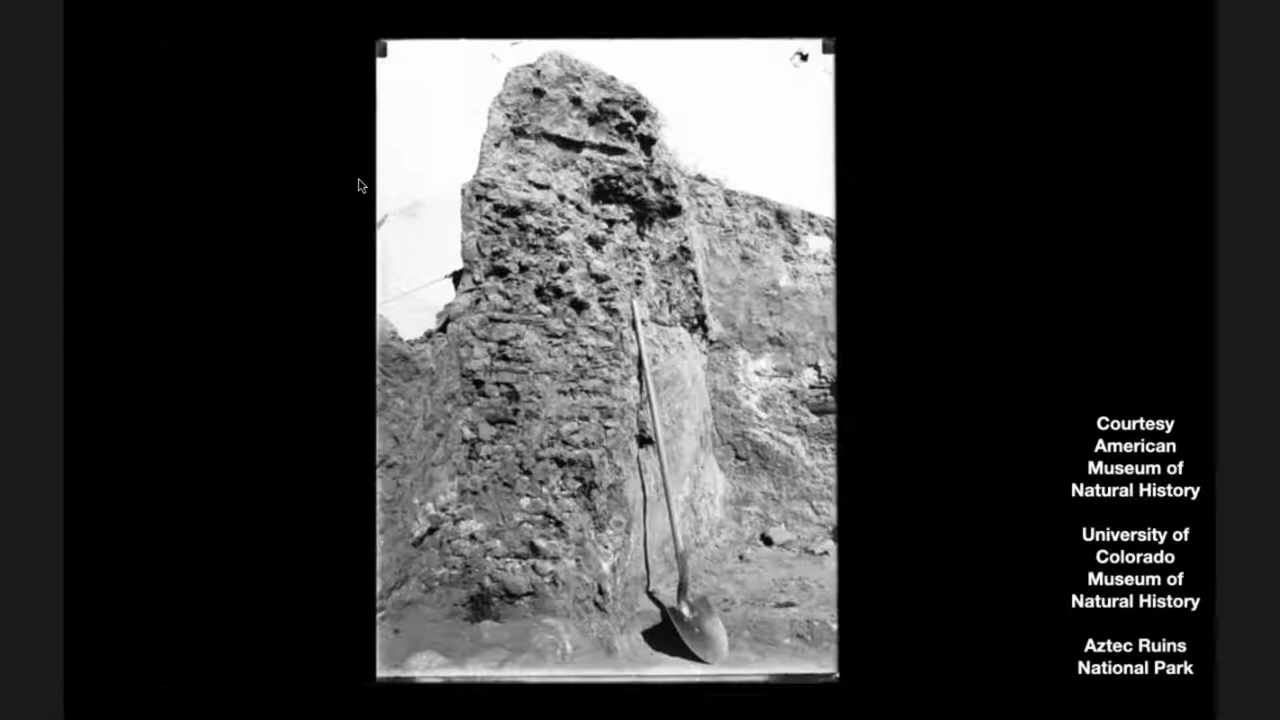 Courtesy
American
Museum of
Natural History
University of
Colorado
Museum of
Natural History
Aztec Ruins
National Park